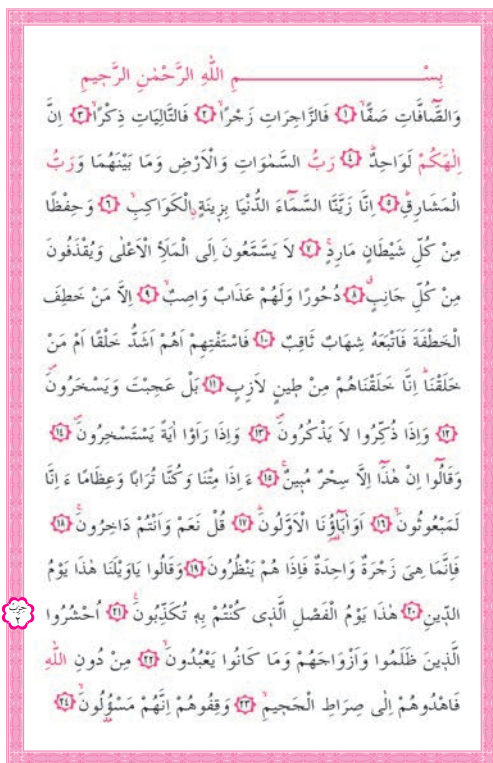 بِسْــــــــــــــــمِ اللّٰهِ الرَّحْمٰنِ الرَّحٖيمِ
وَالصَّٓافَّاتِ صَفًّاۙ ﴿١﴾ فَالزَّاجِرَاتِ زَجْرًاۙ ﴿٢﴾ فَالتَّالِيَاتِ ذِكْرًاۙ ﴿٣﴾ اِنَّ
اِلٰهَكُمْ لَوَاحِدٌؕ ﴿٤﴾ رَبُّ السَّمٰوَاتِ وَالْاَرْضِ وَمَا بَيْنَهُمَا وَرَبُّ
الْمَشَارِقِؕ ﴿٥﴾ اِنَّا زَيَّنَّا السَّمَٓاءَ الدُّنْيَا بِزٖينَةٍۨ الْكَوَاكِبِۙ ﴿٦﴾ وَحِفْظًا
مِنْ كُلِّ شَيْطَانٍ مَارِدٍۚ ﴿٧﴾ لَا يَسَّمَّعُونَ اِلَى الْمَلَاِ الْاَعْلٰى وَيُقْذَفُونَ
مِنْ كُلِّ جَانِبٍۗ ﴿٨﴾ دُحُورًا وَلَهُمْ عَذَابٌ وَاصِبٌۙ ﴿٩﴾ اِلَّا مَنْ خَطِفَ
الْخَطْفَةَ فَاَتْبَعَهُ شِهَابٌ ثَاقِبٌ ﴿١٠﴾ فَاسْتَفْتِهِمْ اَهُمْ اَشَدُّ خَلْقًا اَمْ مَنْ
خَلَقْنَاؕ اِنَّا خَلَقْنَاهُمْ مِنْ طٖينٍ لَازِبٍ ﴿١١﴾ بَلْ عَجِبْتَ وَيَسْخَرُونَۖ
﴿١٢﴾ وَاِذَا ذُكِّرُوا لَا يَذْكُرُونَۖ ﴿١٣﴾ وَاِذَا رَاَوْا اٰيَةً يَسْتَسْخِرُونَۖ ﴿١٤﴾
وَقَالُٓوا اِنْ هٰذَٓا اِلَّا سِحْرٌ مُبٖينٌۚ ﴿١٥﴾ ءَاِذَا مِتْنَا وَكُنَّا تُرَابًا وَعِظَامًا ءَاِنَّا
لَمَبْعُوثُونَۙ ﴿١٦﴾ اَوَاٰبَٓاؤُ۬نَا الْاَوَّلُونَؕ ﴿١٧﴾ قُلْ نَعَمْ وَاَنْتُمْ دَاخِرُونَۚ ﴿١٨﴾
فَاِنَّمَا هِىَ زَجْرَةٌ وَاحِدَةٌ فَاِذَا هُمْ يَنْظُرُونَ ﴿١٩﴾ وَقَالُوا يَاوَيْلَنَا هٰذَا يَوْمُ
الدّٖينِ ﴿٢٠﴾ هٰذَا يَوْمُ الْفَصْلِ الَّذٖى كُنْتُمْ بِهٖ تُكَذِّبُونَۚ ﴿٢١﴾ اُحْشُرُوا
الَّذٖينَ ظَلَمُوا وَاَزْوَاجَهُمْ وَمَا كَانُوا يَعْبُدُونَۙ ﴿٢٢﴾ مِنْ دُونِ اللّٰهِ
فَاهْدُوهُمْ اِلٰى صِرَاطِ الْجَحٖيمِۙ ﴿٢٣﴾ وَقِفُوهُمْ اِنَّهُمْ مَسْؤُ۫لُونَۙ ﴿٢٤﴾
حزب
٢